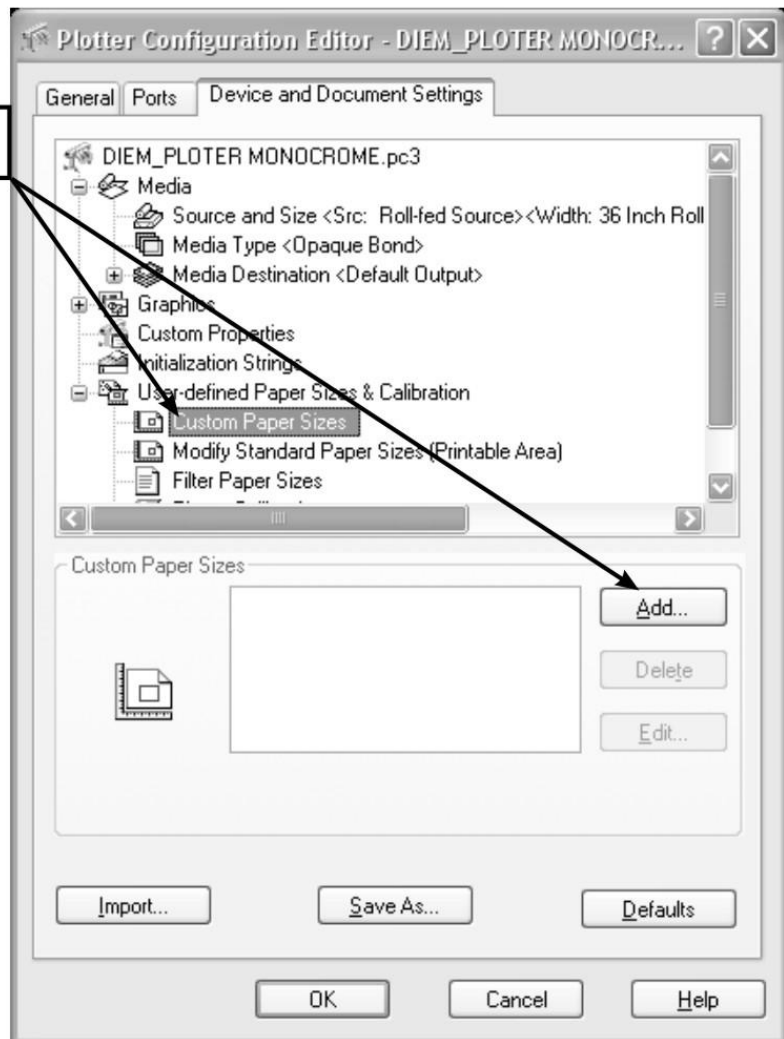 Plotter Configuration Editor - DIEM_PLOTER MONOCR...
General Ports Device and Document Settings
DIEM_PLOTER MONOCROME.pc3
Media
Source and Size <Src: Roll-fed Source><Width: 36 Inch Roll
Media Type <Opaque Bond>
Media Destination <Default Output>
Graphics
Custom Properties
Initialization Strings
User-defined Paper Sizes & Calibration
Custom Paper Sizes
Modify Standard Paper Sizes (Printable Area)
Filter Paper Sizes
Custom Paper Sizes
Add...
Delete
Edit...
Import... Save As... Defaults
OK Cancel Help